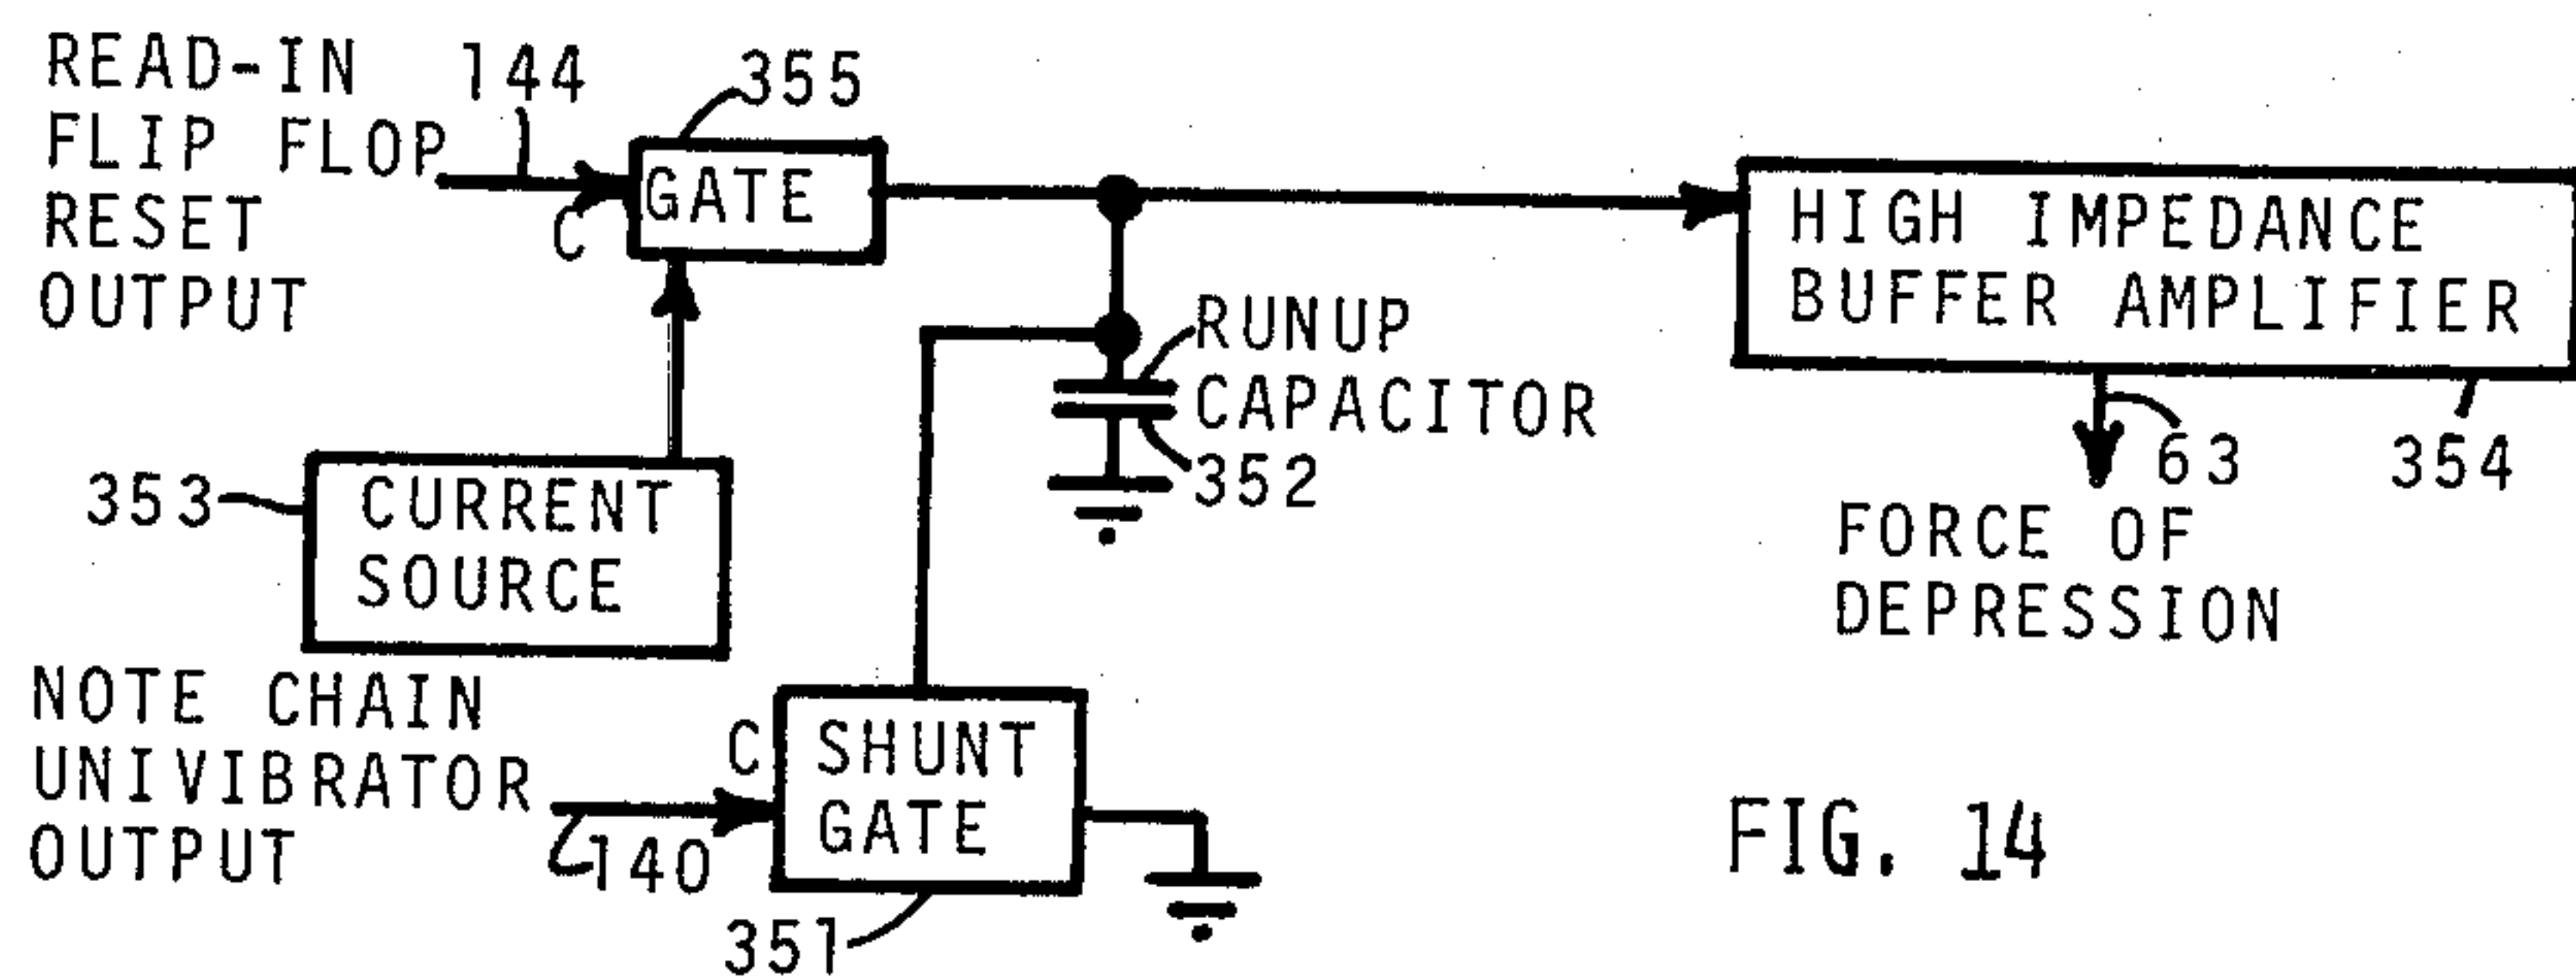 READ-IN
FLIP FLOP
RESET
OUTPUT
144
C
355
GATE
HIGH IMPEDANCE
BUFFER AMPLIFIER
RUNUP
CAPACITOR
352
63
354
FORCE OF
DEPRESSION
353
CURRENT
SOURCE
NOTE CHAIN
UNIVIBRATOR
OUTPUT
140
C
SHUNT
GATE
351
FIG. 14